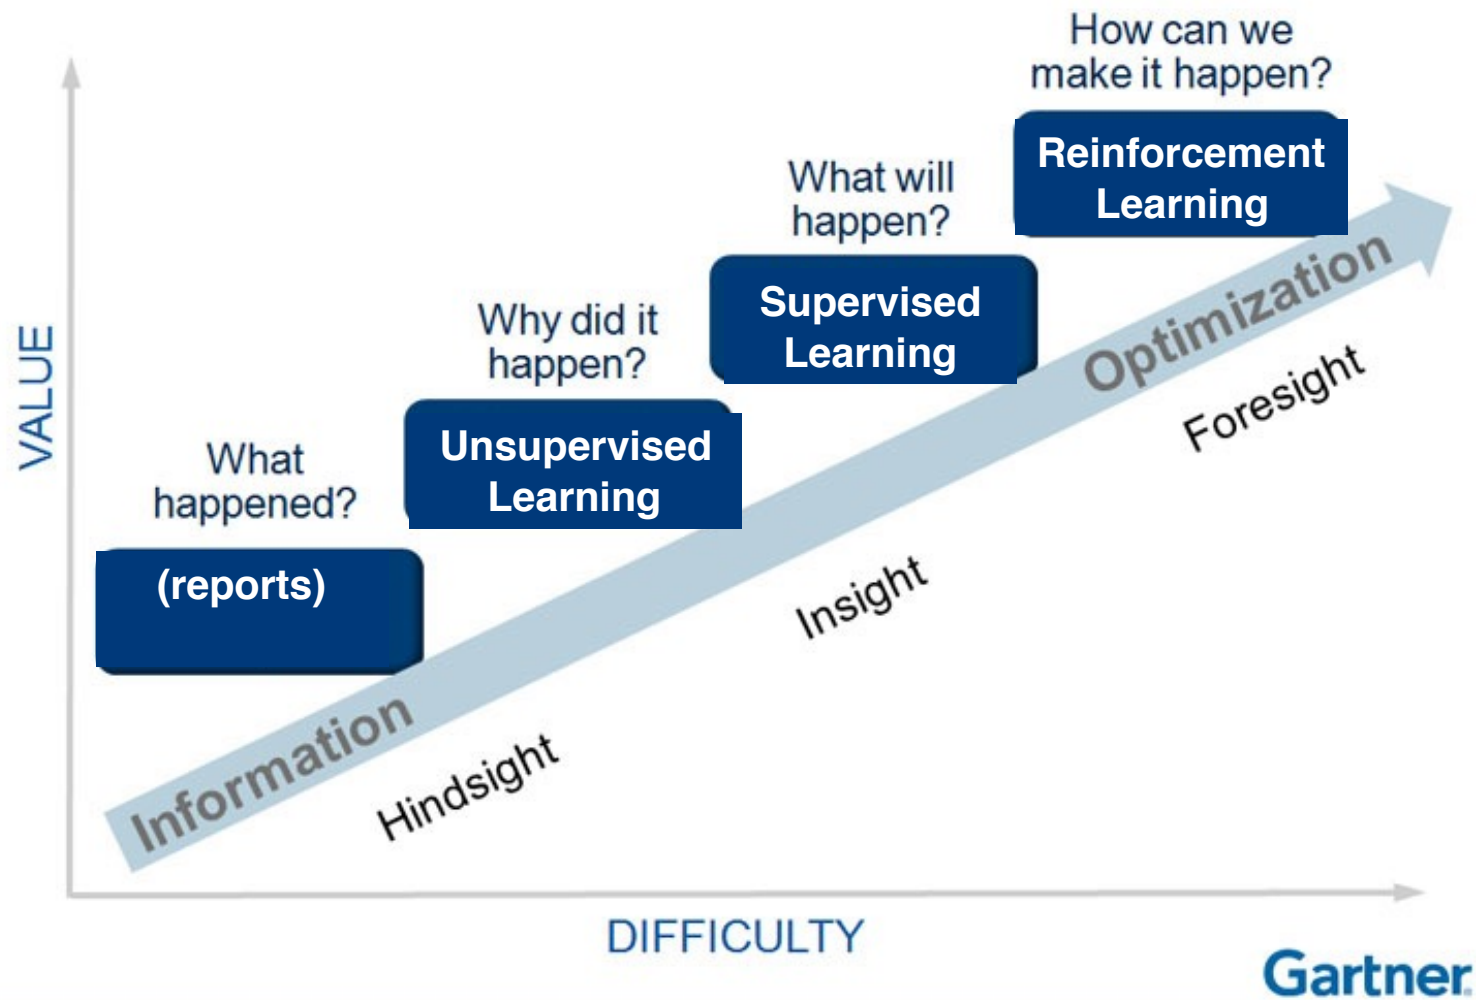 How can we
make it happen?
Reinforcement
Learning
What will
happen?
Supervised
Learning
Why did it
happen?
Unsupervised
Learning
What
happened?
(reports)
VALUE
Information
Optimization
Hindsight
Insight
Foresight
DIFFICULTY
Gartner